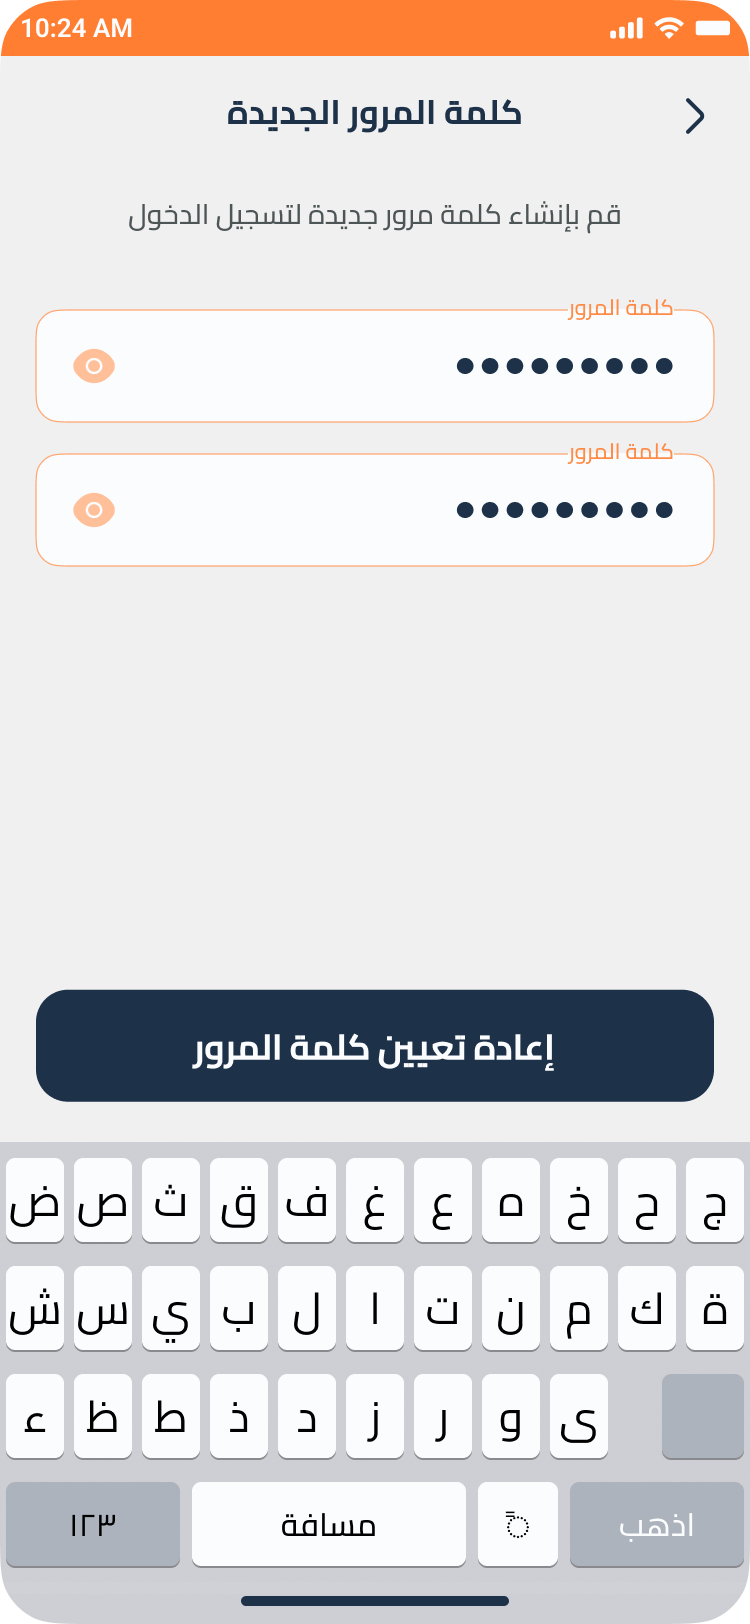 10:24 AM
كلمة المرور الجديدة
قم بإنشاء كلمة مرور جديدة لتسجيل الدخول
كلمة المرور
كلمة المرور
إعادة تعيين كلمة المرور
ض ص ث ق ف غ ع ه خ ح ج
ش س ي ب ل ا ت ن م ك ة
ء ظ ط ذ د ز ر و ى
١٢٣ مسافة اذهب